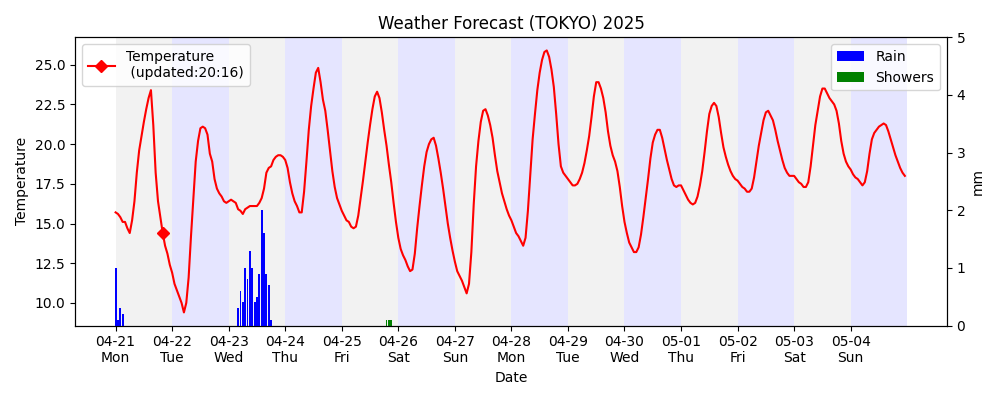 Weather Forecast (TOKYO) 2025
Temperature
(updated:20:16)
Rain
Showers
Temperature
25.0
22.5
20.0
17.5
15.0
12.5
10.0
5
4
3
2
1
0
mm
04-21 04-22 04-23 04-24 04-25 04-26 04-27 04-28 04-29 04-30 05-01 05-02 05-03 05-04
Mon Tue Wed Thu Fri Sat Sun Mon Tue Wed Thu Fri Sat Sun
Date